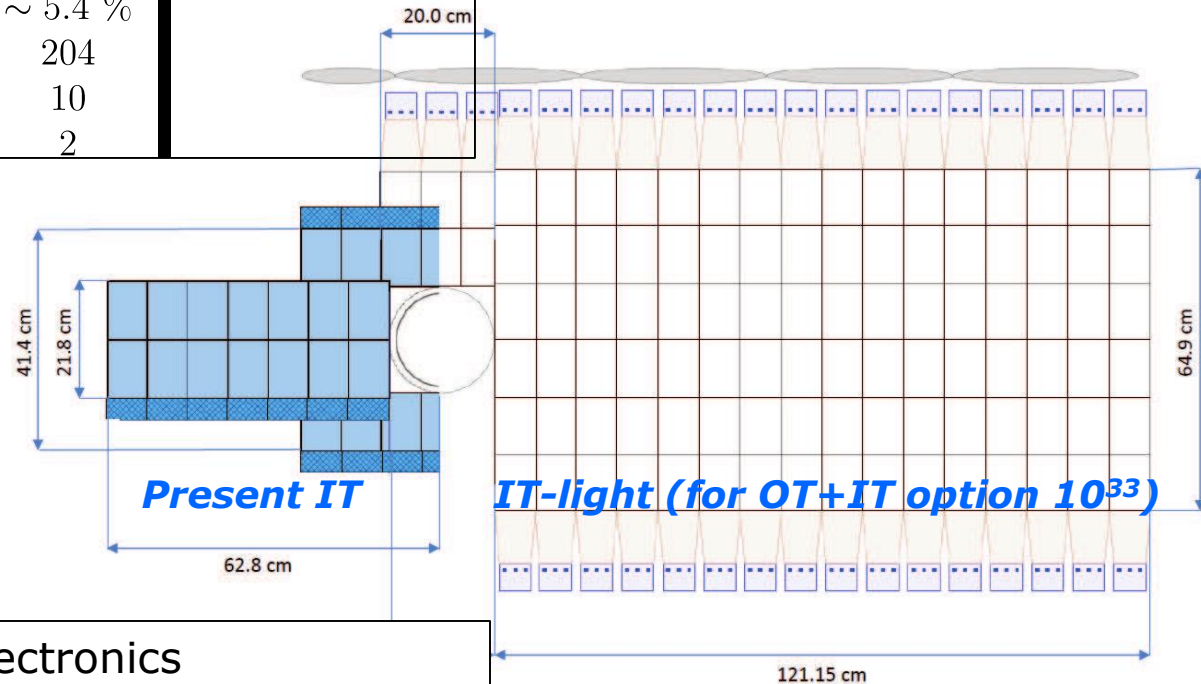 ~ 5.4 %
204
10
2
20.0 cm
41.4 cm
21.8 cm
64.9 cm
Present IT
IT-light (for OT+IT option 10³³)
62.8 cm
ectronics
121.15 cm